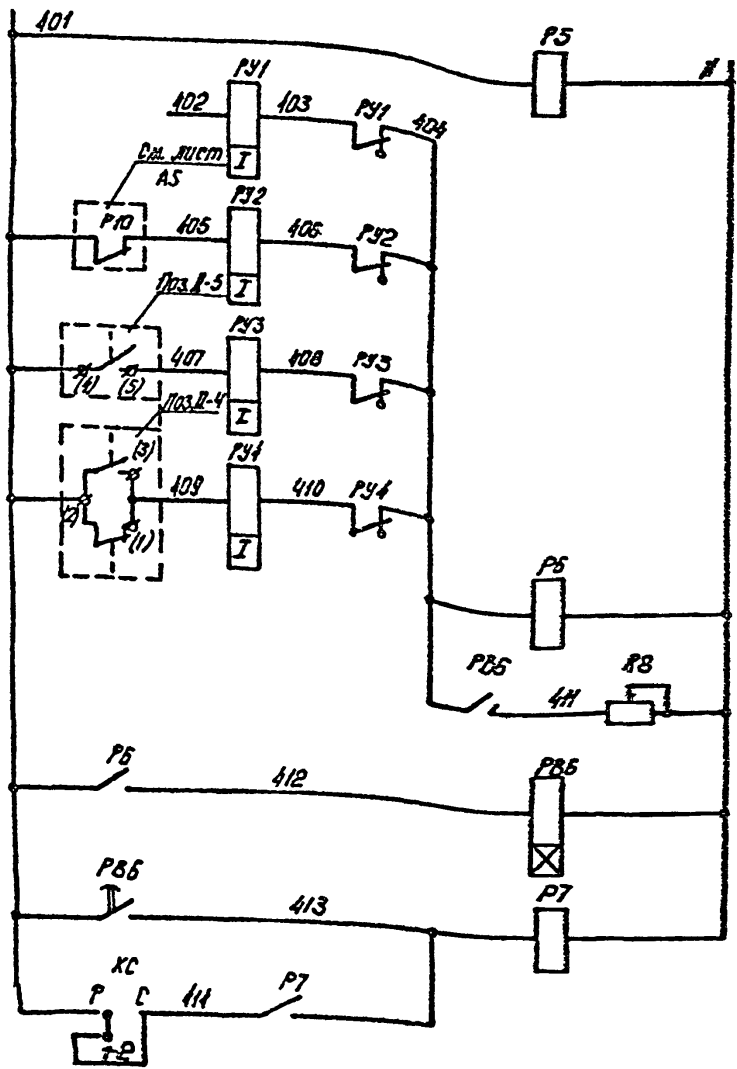 401
Р5
N
РУ1
402
403
РУ1
404
I
См. лист
А5
Р10
405
РУ2
406
РУ2
I
Поз. II-5
РУ3
407
408
РУ3
(4)
(5)
I
Поз. II-4
(3)
РУ4
409
410
РУ4
(2)
(1)
I
Р6
РВ6
R8
411
Р6
412
РВ6
РВ6
413
Р7
ХС
Р
С
414
Р7